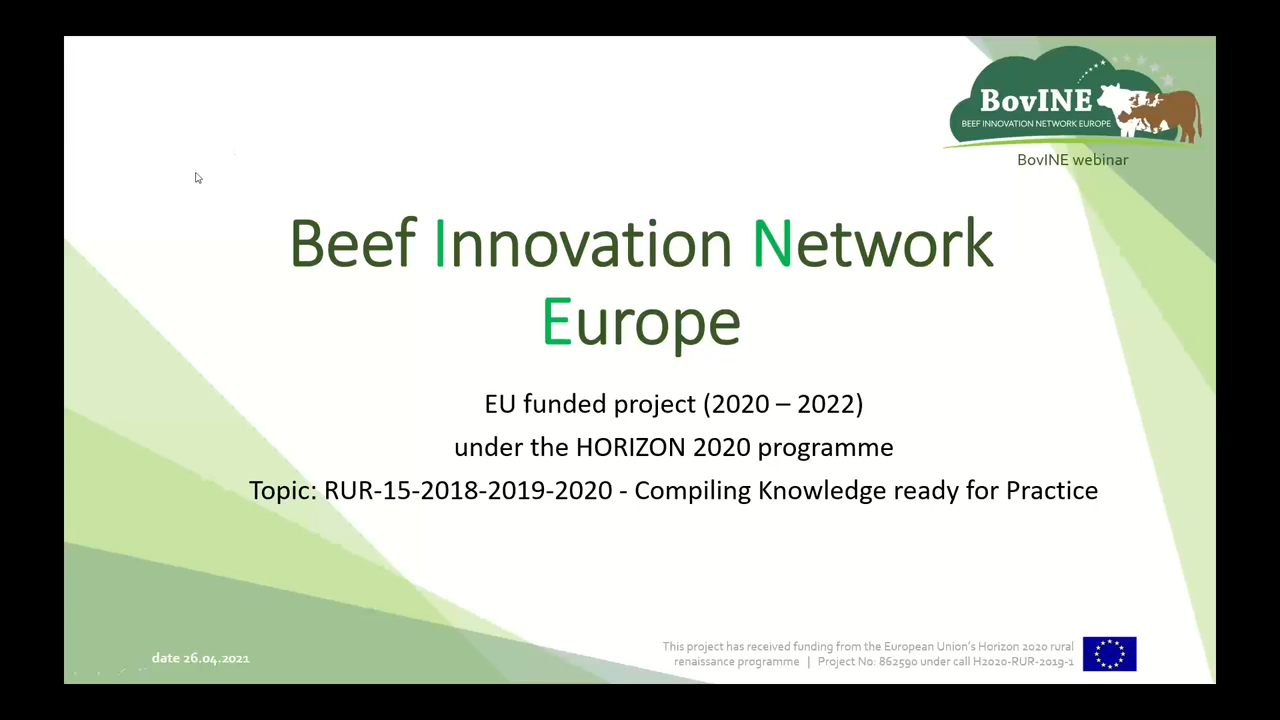 BovINE
BEEF INNOVATION NETWORK EUROPE
BovINE webinar
Beef Innovation Network
Europe
EU funded project (2020 – 2022)
under the HORIZON 2020 programme
Topic: RUR-15-2018-2019-2020 - Compiling Knowledge ready for Practice
date 26.04.2021
This project has received funding from the European Union's Horizon 2020 rural
renaissance programme | Project No: 862590 under call H2020-RUR-2019-1